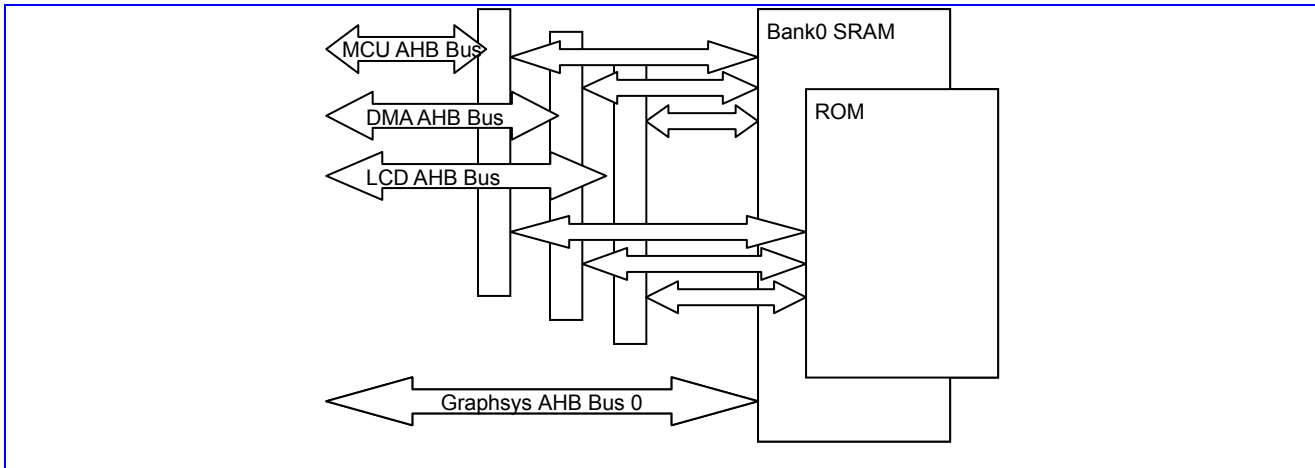 Bank0 SRAM
MCU AHB Bus
ROM
DMA AHB Bus
LCD AHB Bus
Graphsys AHB Bus 0